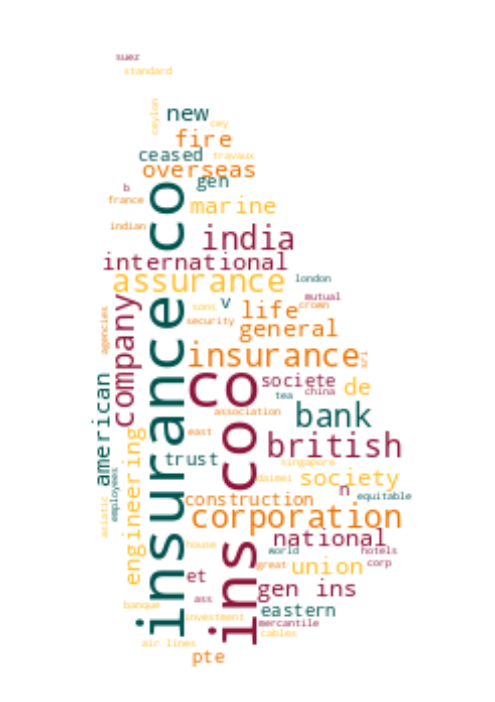 suez
standard
ceylon
new
cey
fire
ceased
travaux
overseas
gen
b
france
marine
indian
insurance co
india
international
assurance
london
mutual
company
sons
v
life
crown
agencies
security
general
insurance
sri
co
societe
de
american
tea
china
association
bank
engineering
east
british
trust
singapore
employees
daimei
society
asiatic
n
equitable
construction
corporation
ins co
national
house
world
hotels
great
union
corp
et
gen ins
ass
banque
eastern
investment
mercantile
cables
air lines
pte